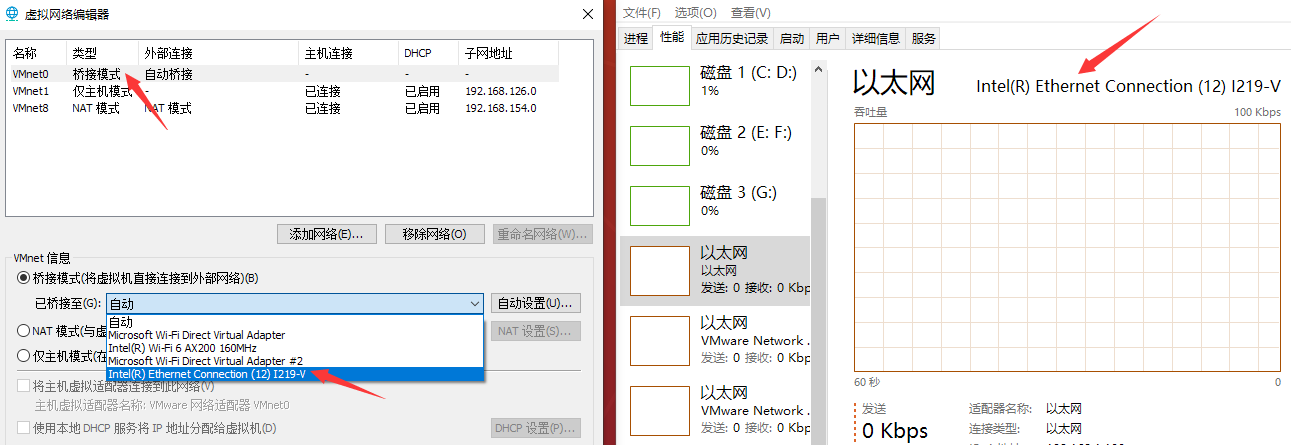 虚拟网络编辑器
名称 类型 外部连接 主机连接 DHCP 子网地址
VMnet0 桥接模式 自动桥接 - - -
VMnet1 仅主机模式 - 已连接 已启用 192.168.126.0
VMnet8 NAT 模式 NAT 模式 已连接 已启用 192.168.154.0
添加网络(E)... 移除网络(O) 重命名网络(W)...
VMnet 信息
桥接模式(将虚拟机直接连接到外部网络)(B)
已桥接至(G): 自动 自动设置(U)...
自动
Microsoft Wi-Fi Direct Virtual Adapter
Intel(R) Wi-Fi 6 AX200 160MHz
Microsoft Wi-Fi Direct Virtual Adapter #2
Intel(R) Ethernet Connection (12) I219-V
NAT 模式(与虚 NAT 设置(S)...
仅主机模式(在
将主机虚拟适配器连接到此网络(V)
主机虚拟适配器名称: VMware 网络适配器 VMnet0
使用本地 DHCP 服务将 IP 地址分配给虚拟机(D) DHCP 设置(P)...
文件(F) 选项(O) 查看(V)
进程 性能 应用历史记录 启动 用户 详细信息 服务
磁盘 1 (C: D:)
1%
磁盘 2 (E: F:)
0%
磁盘 3 (G:)
0%
以太网
以太网
发送: 0 接收: 0 Kbp
以太网
VMware Network .
发送: 0 接收: 0 Kbp
以太网
VMware Network .
发送: 0 接收: 0 Kbp
以太网 Intel(R) Ethernet Connection (12) I219-V
吞吐量 100 Kbps
60 秒 0
发送
0 Kbps
适配器名称: 以太网
连接类型: 以太网